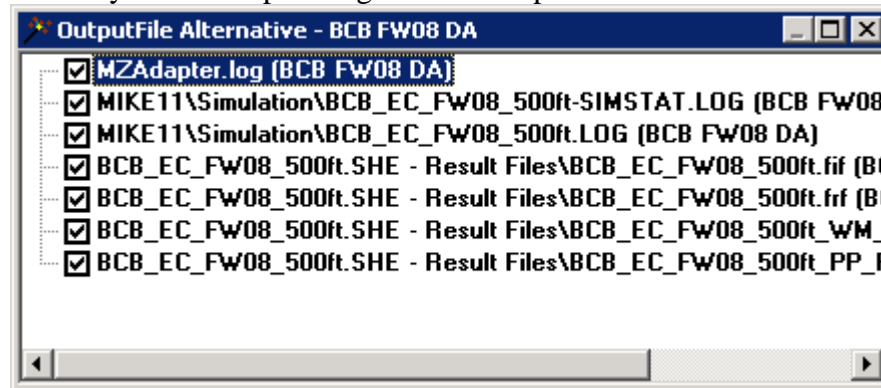 OutputFile Alternative - BCB FW08 DA
MZAdapter.log (BCB FW08 DA)
MIKE11\Simulation\BCB_EC_FW08_500ft-SIMSTAT.LOG (BCB FW08
MIKE11\Simulation\BCB_EC_FW08_500ft.LOG (BCB FW08 DA)
BCB_EC_FW08_500ft.SHE - Result Files\BCB_EC_FW08_500ft.fif
BCB_EC_FW08_500ft.SHE - Result Files\BCB_EC_FW08_500ft.frf
BCB_EC_FW08_500ft.SHE - Result Files\BCB_EC_FW08_500ft_WM_
BCB_EC_FW08_500ft.SHE - Result Files\BCB_EC_FW08_500ft_PP_